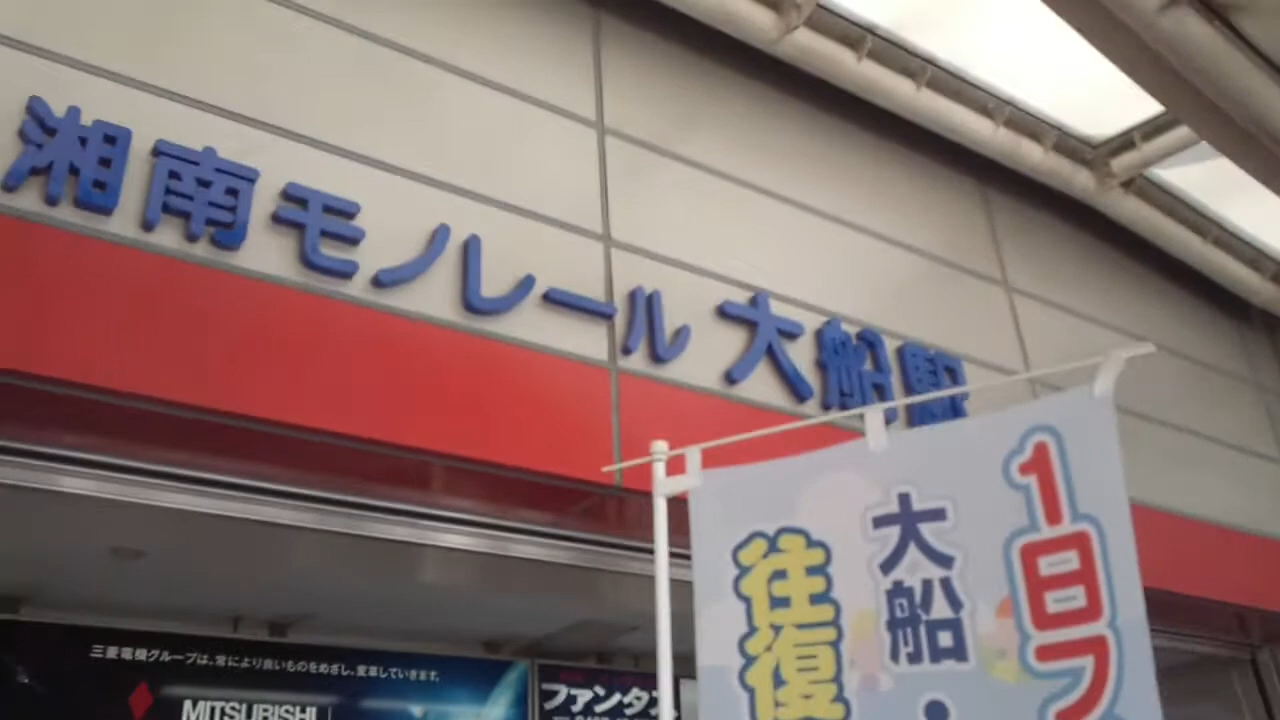 湘南モノレール 大船駅
1日フ
大船・
往復
三菱電機グループは、常により良いものをめざし、変革していきます。
MITSUBISHI
ファンタス